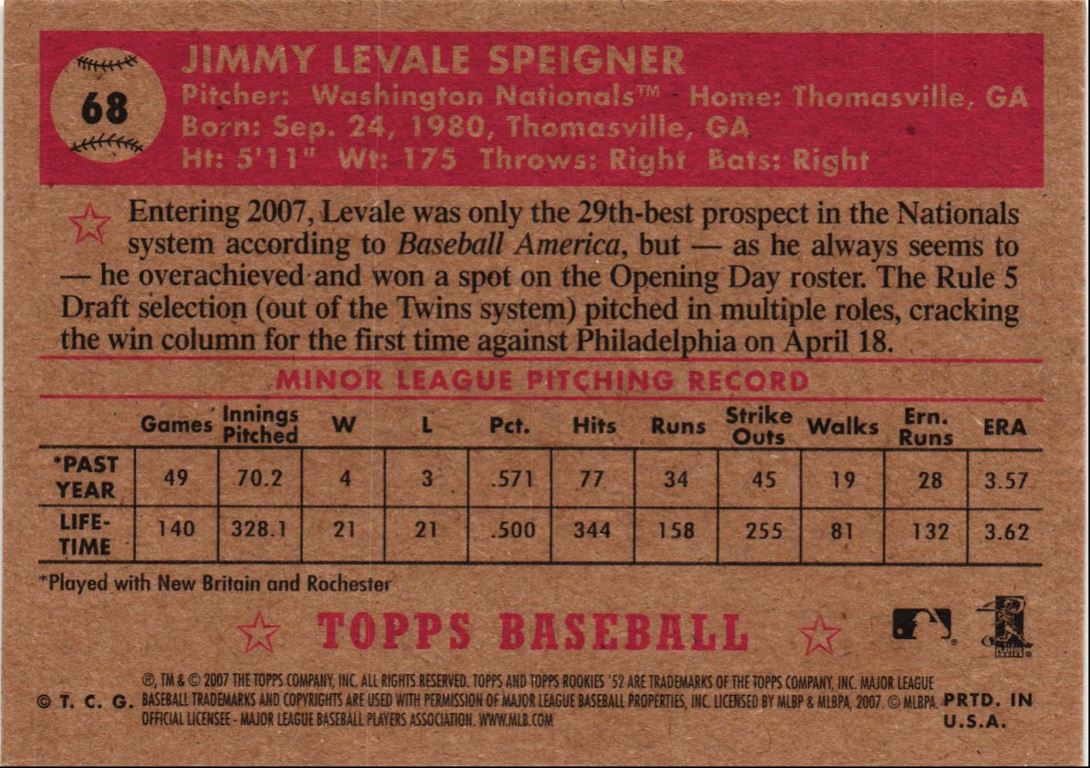 68
JIMMY LEVALE SPEIGNER
Pitcher: Washington Nationals™ Home: Thomasville, GA
Born: Sep. 24, 1980, Thomasville, GA
Ht: 5'11" Wt: 175 Throws: Right Bats: Right
Entering 2007, Levale was only the 29th-best prospect in the Nationals
system according to Baseball America, but — as he always seems to
— he overachieved and won a spot on the Opening Day roster. The Rule 5
Draft selection (out of the Twins system) pitched in multiple roles, cracking
the win column for the first time against Philadelphia on April 18.
MINOR LEAGUE PITCHING RECORD
Games Innings Pitched W L Pct. Hits Runs Strike Outs Walks Ern. Runs ERA
*PAST YEAR 49 70.2 4 3 .571 77 34 45 19 28 3.57
LIFE-TIME 140 328.1 21 21 .500 344 158 255 81 132 3.62
*Played with New Britain and Rochester
TOPPS BASEBALL
®, TM & © 2007 THE TOPPS COMPANY, INC. ALL RIGHTS RESERVED. TOPPS AND TOPPS ROOKIES '52 ARE TRADEMARKS OF THE TOPPS COMPANY, INC. MAJOR LEAGUE
© T. C. G. BASEBALL TRADEMARKS AND COPYRIGHTS ARE USED WITH PERMISSION OF MAJOR LEAGUE BASEBALL PROPERTIES, INC. LICENSED BY MLBP & MLBPA, 2007. © MLBPA. PRTD. IN
OFFICIAL LICENSEE - MAJOR LEAGUE BASEBALL PLAYERS ASSOCIATION. WWW.MLB.COM U.S.A.